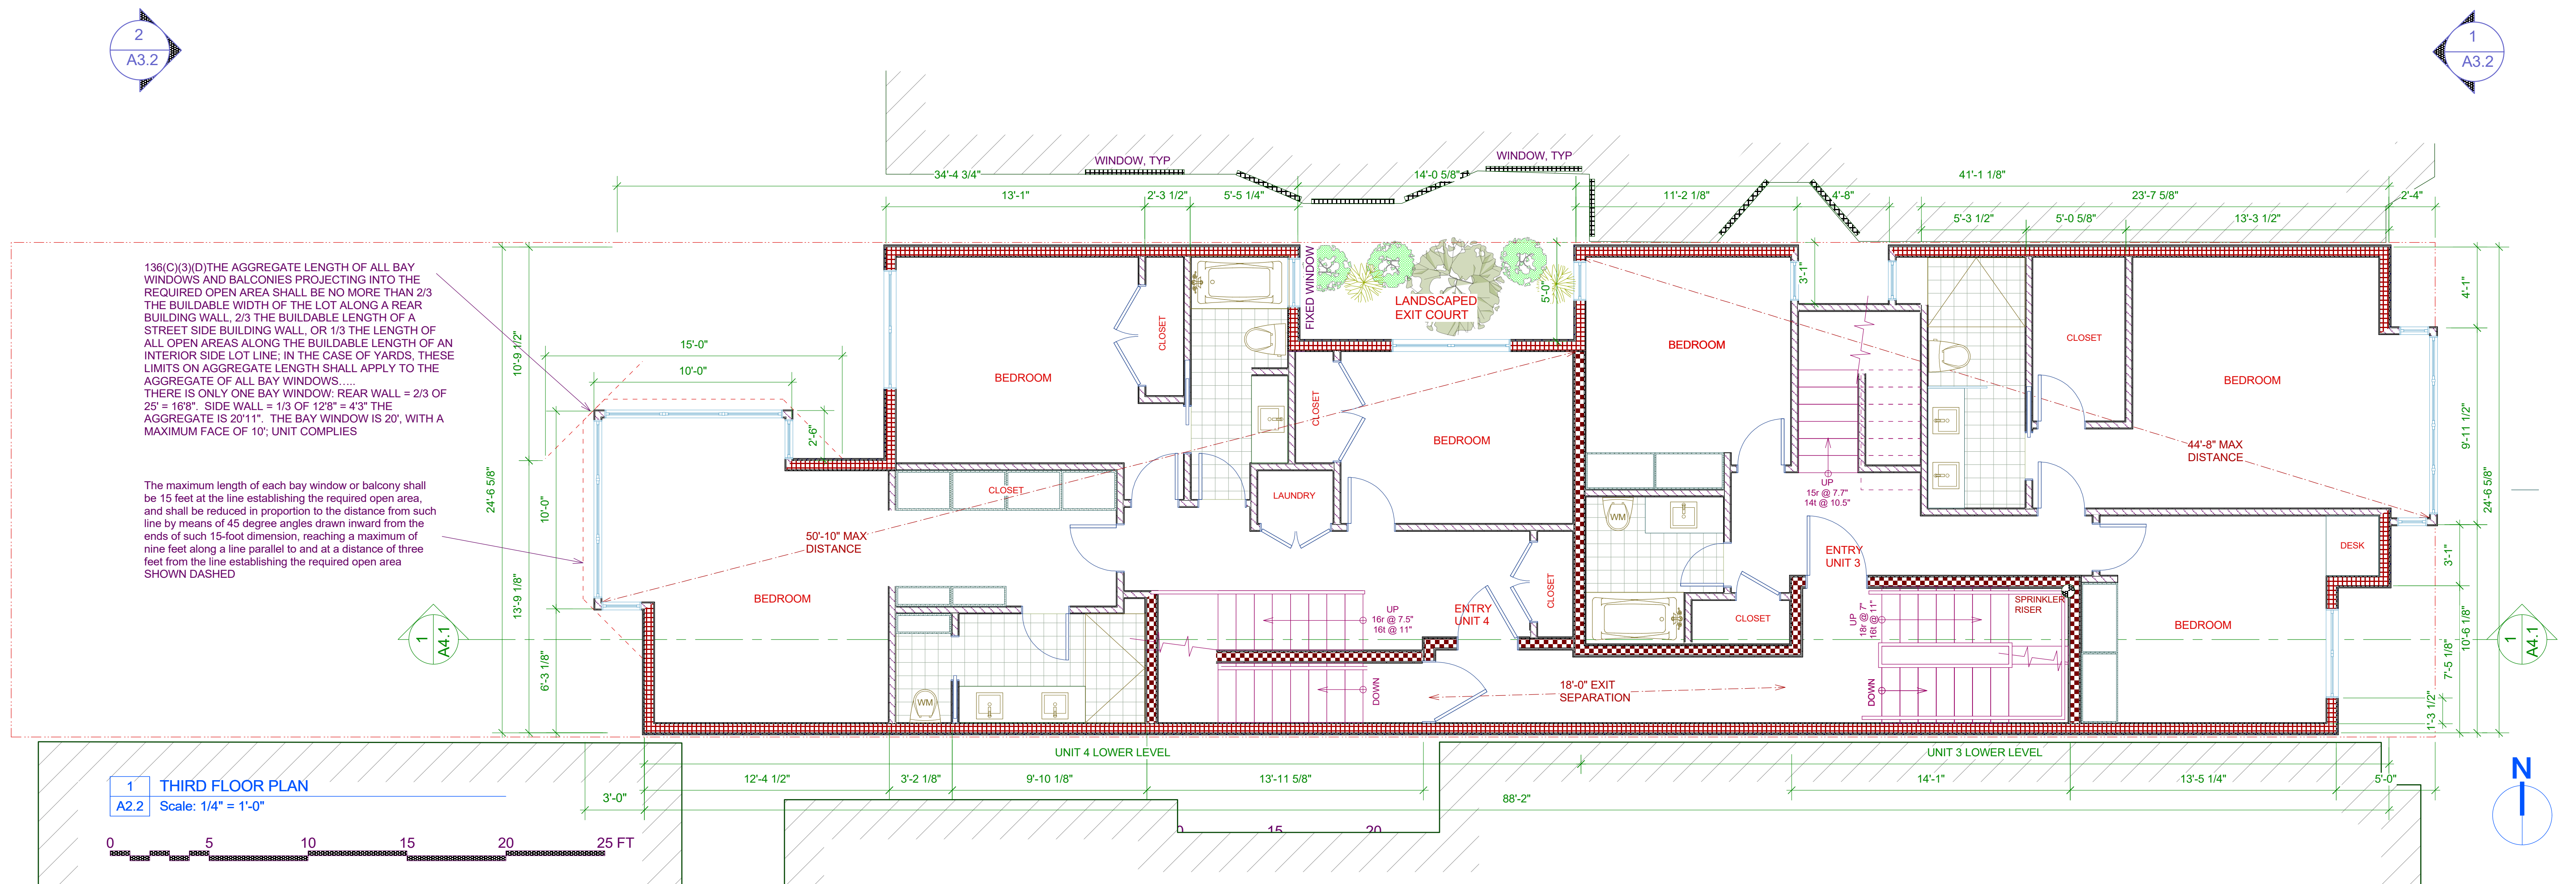 2
A3.2
1
A3.2
WINDOW, TYP
WINDOW, TYP
34'-4 3/4"
14'-0 5/8"
41'-1 1/8"
13'-1"
2'-3 1/2"
5'-5 1/4"
11'-2 1/8"
4'-8"
23'-7 5/8"
2'-4"
5'-3 1/2"
5'-0 5/8"
13'-3 1/2"
136(C)(3)(D)THE AGGREGATE LENGTH OF ALL BAY
WINDOWS AND BALCONIES PROJECTING INTO THE
REQUIRED OPEN AREA SHALL BE NO MORE THAN 2/3
THE BUILDABLE WIDTH OF THE LOT ALONG A REAR
BUILDING WALL, 2/3 THE BUILDABLE LENGTH OF A
STREET SIDE BUILDING WALL, OR 1/3 THE LENGTH OF
ALL OPEN AREAS ALONG THE BUILDABLE LENGTH OF AN
INTERIOR SIDE LOT LINE; IN THE CASE OF YARDS, THESE
LIMITS ON AGGREGATE LENGTH SHALL APPLY TO THE
AGGREGATE OF ALL BAY WINDOWS…..
THERE IS ONLY ONE BAY WINDOW: REAR WALL = 2/3 OF
25' = 16'8". SIDE WALL = 1/3 OF 12'8" = 4'3" THE
AGGREGATE IS 20'11". THE BAY WINDOW IS 20', WITH A
MAXIMUM FACE OF 10'; UNIT COMPLIES
The maximum length of each bay window or balcony shall
be 15 feet at the line establishing the required open area,
and shall be reduced in proportion to the distance from such
line by means of 45 degree angles drawn inward from the
ends of such 15-foot dimension, reaching a maximum of
nine feet along a line parallel to and at a distance of three
feet from the line establishing the required open area
SHOWN DASHED
24'-6 5/8"
10'-9 1/2"
13'-9 1/8"
10'-0"
6'-3 1/8"
15'-0"
10'-0"
2'-6"
1
A4.1
BEDROOM
CLOSET
FIXED WINDOW
LANDSCAPED
EXIT COURT
5'-0"
CLOSET
BEDROOM
CLOSET
LAUNDRY
50'-10" MAX
DISTANCE
BEDROOM
WM
UP
16r @ 7.5"
16t @ 11"
DOWN
ENTRY
UNIT 4
CLOSET
18'-0" EXIT
SEPARATION
BEDROOM
3'-1"
UP
15r @ 7.7"
14t @ 10.5"
WM
CLOSET
ENTRY
UNIT 3
CLOSET
BEDROOM
44'-8" MAX
DISTANCE
DESK
SPRINKLER
RISER
UP
18r @ 7"
16t @ 11"
DOWN
BEDROOM
4'-1"
9'-11 1/2"
24'-6 5/8"
3'-1"
10'-6 1/8"
7'-5 1/8"
1'-3 1/2"
1
A4.1
UNIT 4 LOWER LEVEL
UNIT 3 LOWER LEVEL
12'-4 1/2"
3'-2 1/8"
9'-10 1/8"
13'-11 5/8"
14'-1"
13'-5 1/4"
5'-0"
3'-0"
88'-2"
1
A2.2
THIRD FLOOR PLAN
Scale: 1/4" = 1'-0"
0 5 10 15 20 25 FT
15 20
N